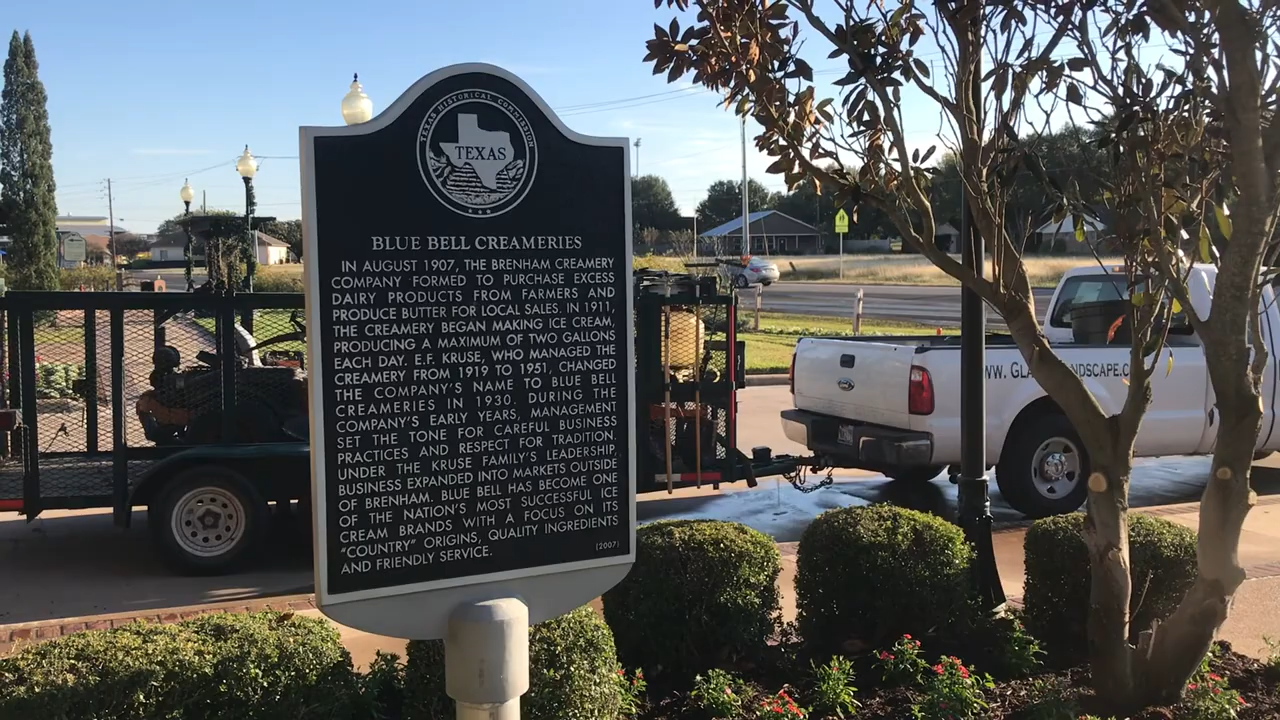 TEXAS HISTORICAL COMMISSION
TEXAS
BLUE BELL CREAMERIES
IN AUGUST 1907, THE BRENHAM CREAMERY
COMPANY FORMED TO PURCHASE EXCESS
DAIRY PRODUCTS FROM FARMERS AND
PRODUCE BUTTER FOR LOCAL SALES. IN 1911,
THE CREAMERY BEGAN MAKING ICE CREAM,
PRODUCING A MAXIMUM OF TWO GALLONS
EACH DAY. E.F. KRUSE, WHO MANAGED THE
CREAMERY FROM 1919 TO 1951, CHANGED
THE COMPANY'S NAME TO BLUE BELL
CREAMERIES IN 1930. DURING THE
COMPANY'S EARLY YEARS, MANAGEMENT
SET THE TONE FOR CAREFUL BUSINESS
PRACTICES AND RESPECT FOR TRADITION.
UNDER THE KRUSE FAMILY'S LEADERSHIP,
BUSINESS EXPANDED INTO MARKETS OUTSIDE
OF BRENHAM. BLUE BELL HAS BECOME ONE
OF THE NATION'S MOST SUCCESSFUL ICE
CREAM BRANDS WITH A FOCUS ON ITS
"COUNTRY" ORIGINS, QUALITY INGREDIENTS
AND FRIENDLY SERVICE.
(2007)